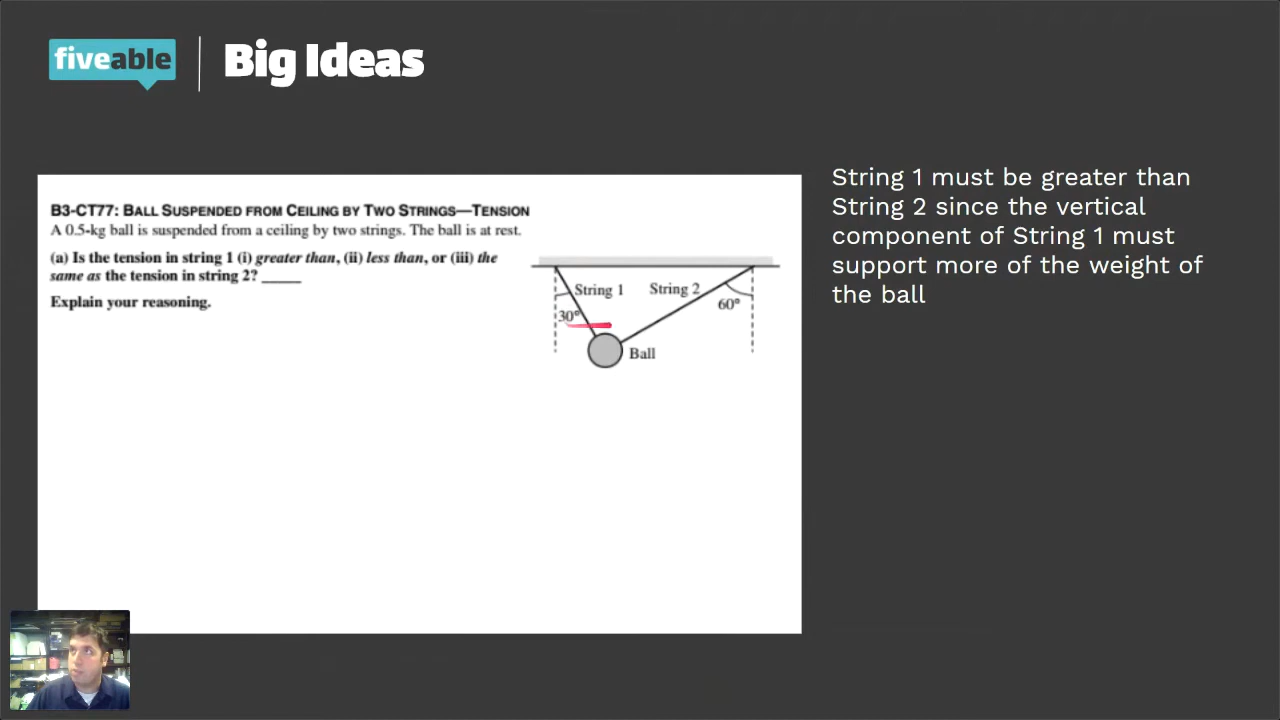 fiveable
Big Ideas
B3-CT77: BALL SUSPENDED FROM CEILING BY TWO STRINGS—TENSION
A 0.5-kg ball is suspended from a ceiling by two strings. The ball is at rest.
(a) Is the tension in string 1 (i) greater than, (ii) less than, or (iii) the
same as the tension in string 2? _____
Explain your reasoning.
String 1
String 2
30°
60°
Ball
String 1 must be greater than
String 2 since the vertical
component of String 1 must
support more of the weight of
the ball